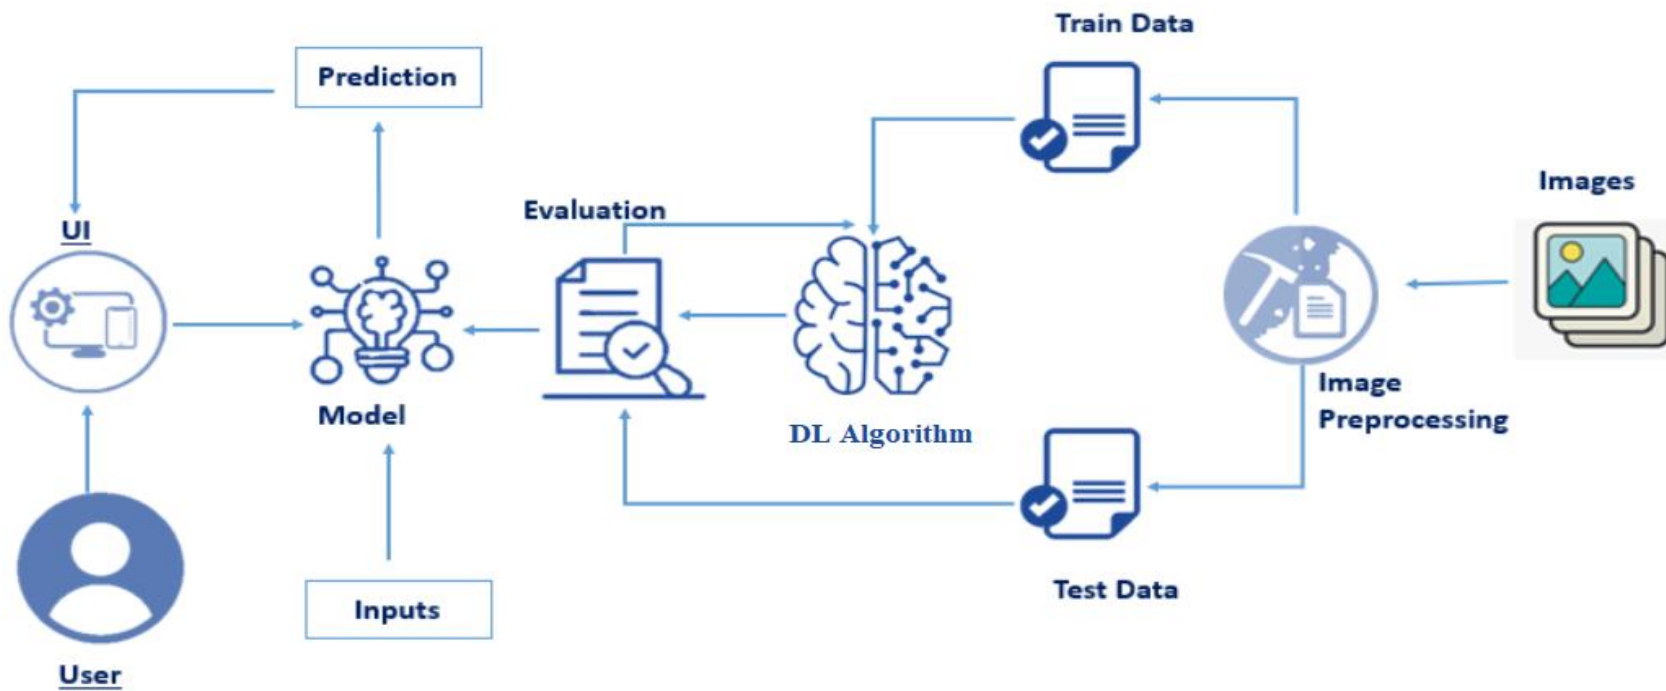 Train Data
Prediction
Images
Evaluation
UI
Image
Preprocessing
Model
DL Algorithm
Test Data
Inputs
User